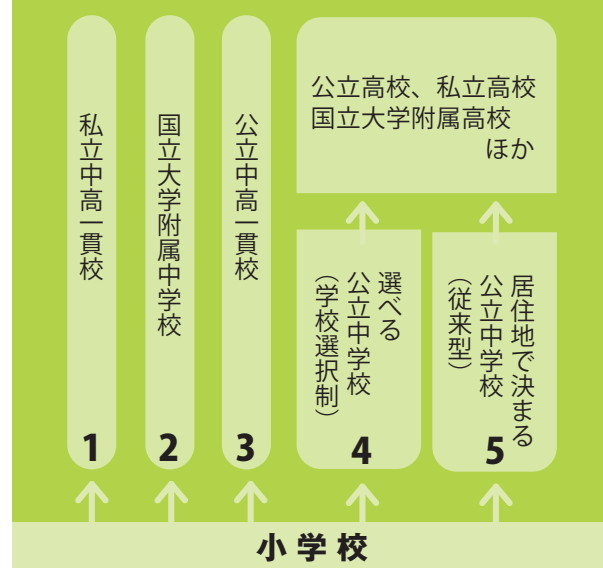 私立中高一貫校
1
国立大学附属中学校
2
公立中高一貫校
3
公立高校、私立高校
国立大学附属高校
ほか
選べる
公立中学校
（学校選択制）
4
居住地で決まる
公立中学校
（従来型）
5
小学校